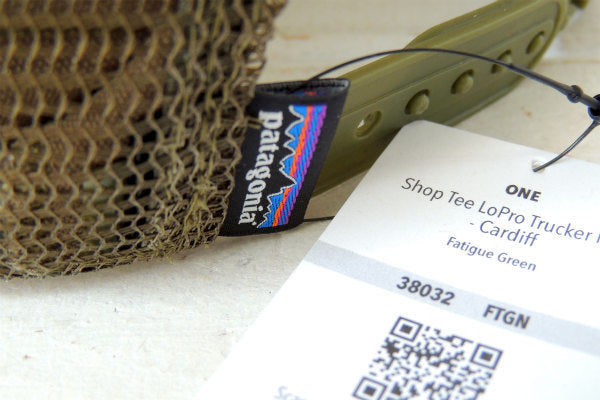 patagonia®
ONE
Shop Tee LoPro Trucker
- Cardiff
Fatigue Green
38032 FTGN